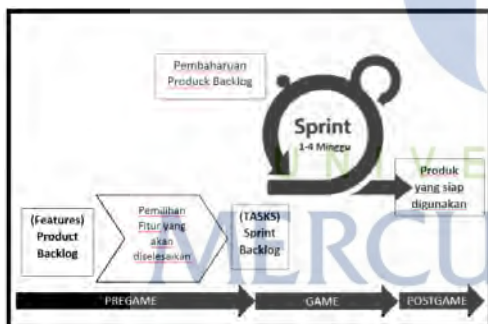 Pembaharuan
Product Backlog
Sprint
1-4 Minggu
UNIVE
Produk
yang siap
digunakan
(Features)
Product
Backlog
Pemilihan
Fitur yang
akan
diselesaikan
(TASKS)
Sprint
Backlog
MERCU
PREGAME
GAME
POSTGAME